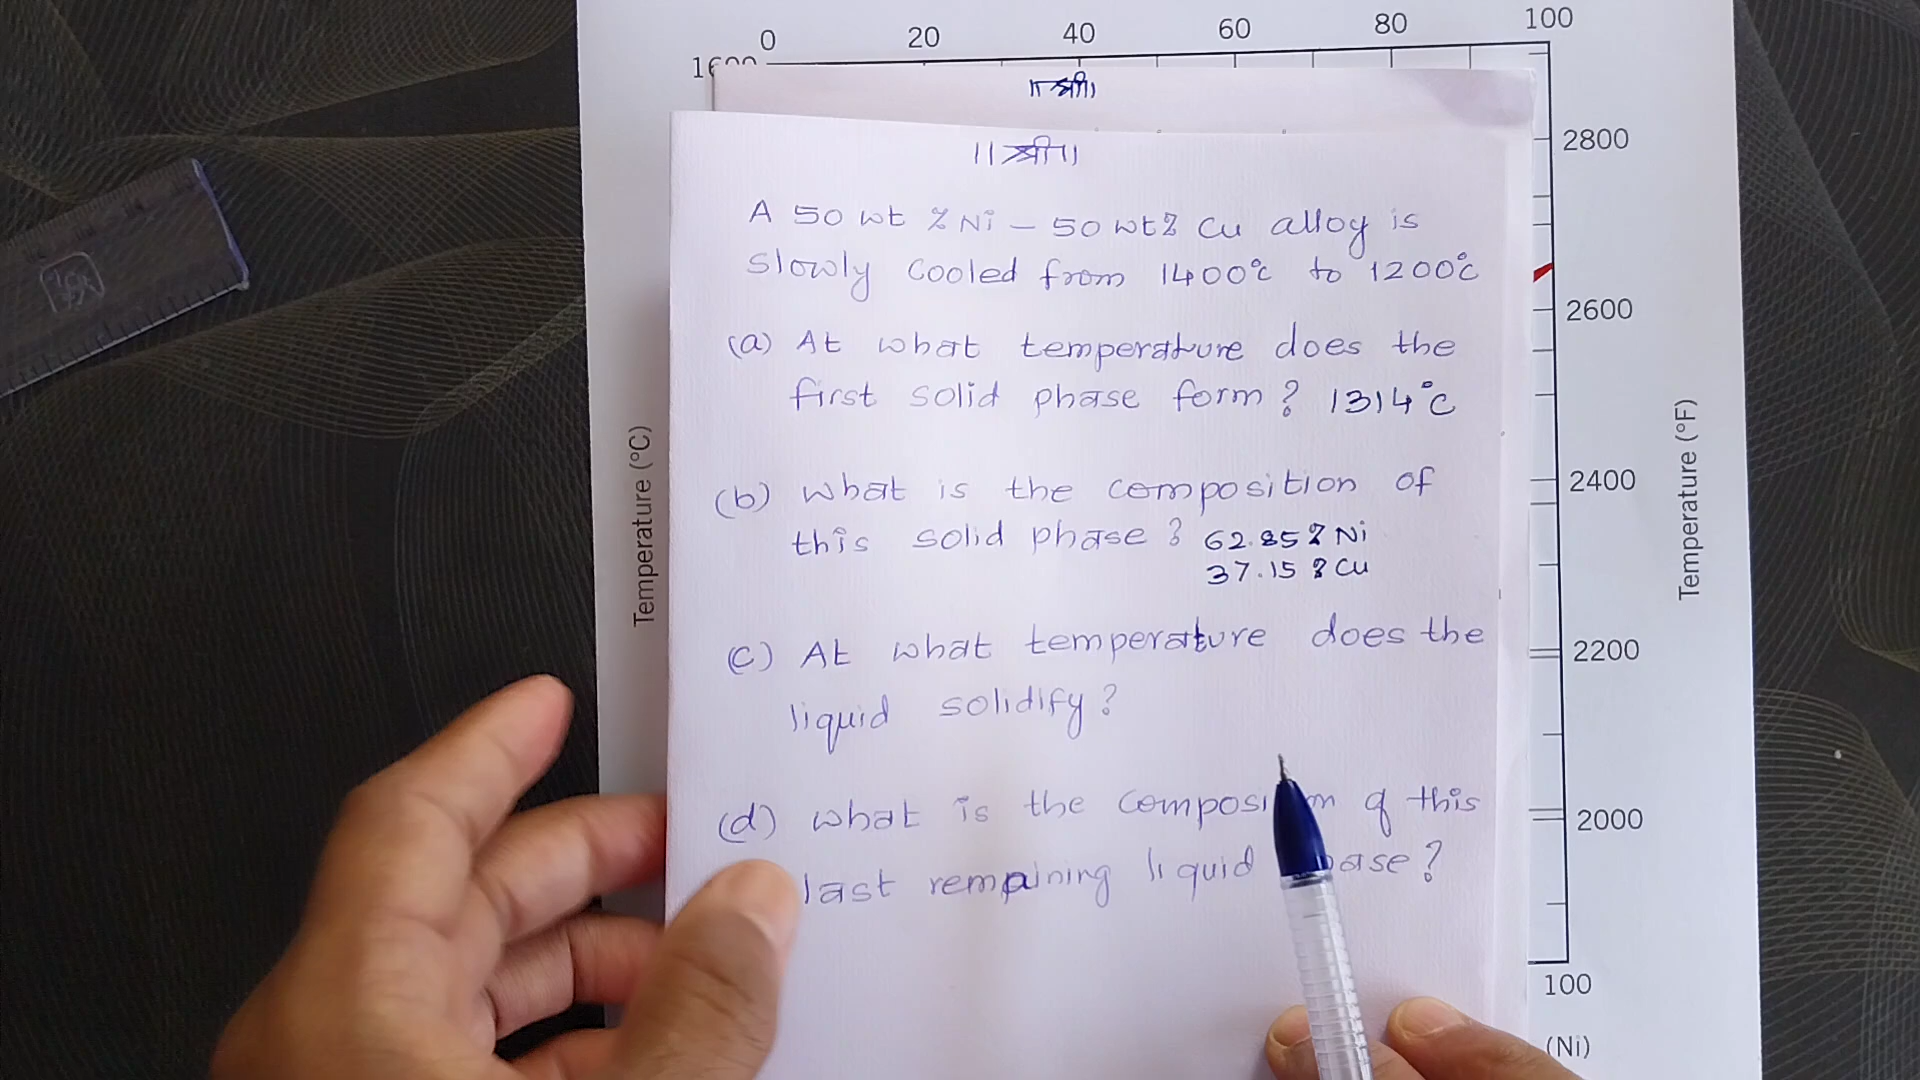 0 20 40 60 80 100
॥ श्री॥
॥ श्री॥
2800
A 50 wt % Ni - 50 wt% Cu alloy is
slowly cooled from 1400°C to 1200°C
2600
(a) At what temperature does the
first solid phase form? 1314°C
Temperature (°C)
Temperature (°F)
2400
(b) What is the composition of
this solid phase? 62.85% Ni
37.15 % Cu
(c) At what temperature does the
2200
liquid solidify?
(d) What is the of this
2000
last remaining liquid ?
100
(Ni)